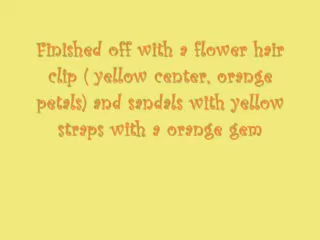 Finished off with a flower hair
clip ( yellow center, orange
petals) and sandals with yellow
straps with a orange gem